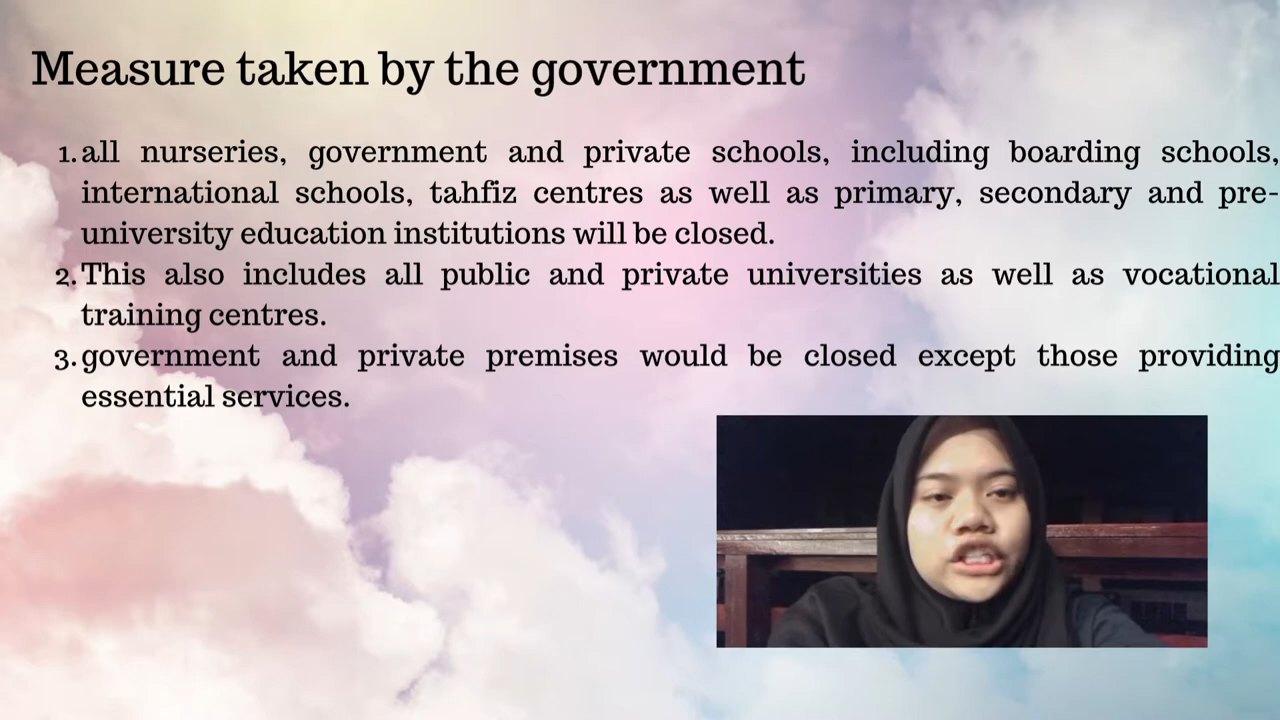 Measure taken by the government
1. all nurseries, government and private schools, including boarding schools,
international schools, tahfiz centres as well as primary, secondary and pre-
university education institutions will be closed.
2. This also includes all public and private universities as well as vocational
training centres.
3. government and private premises would be closed except those providing
essential services.